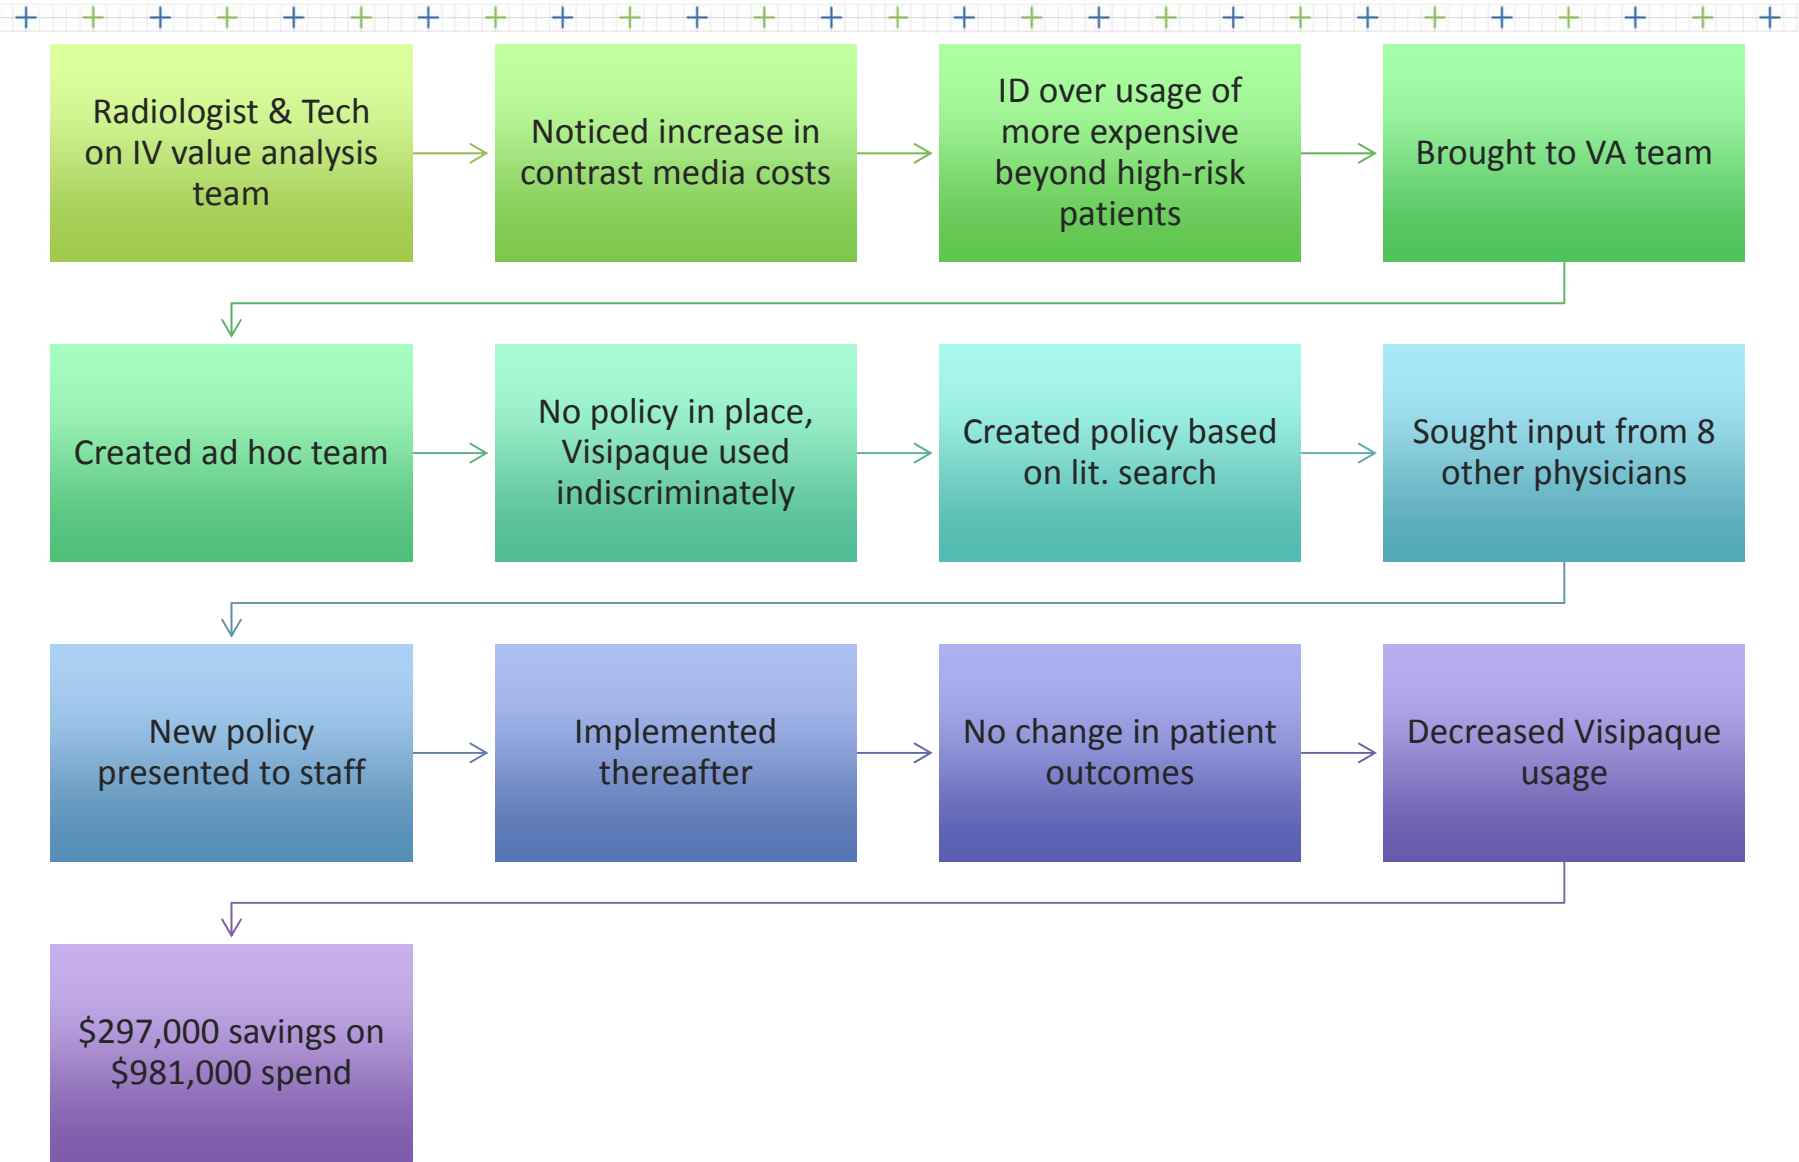 Radiologist & Tech
on IV value analysis
team
Noticed increase in
contrast media costs
ID over usage of
more expensive
beyond high-risk
patients
Brought to VA team
Created ad hoc team
No policy in place,
Visipaque used
indiscriminately
Created policy based
on lit. search
Sought input from 8
other physicians
New policy
presented to staff
Implemented
thereafter
No change in patient
outcomes
Decreased Visipaque
usage
$297,000 savings on
$981,000 spend